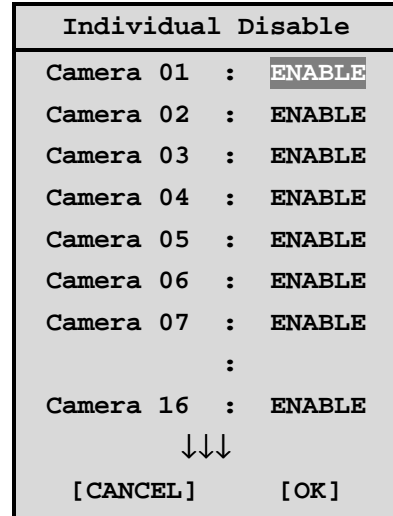 Individual Disable
Camera 01 : ENABLE
Camera 02 : ENABLE
Camera 03 : ENABLE
Camera 04 : ENABLE
Camera 05 : ENABLE
Camera 06 : ENABLE
Camera 07 : ENABLE
:
Camera 16 : ENABLE
↓↓↓
[CANCEL] [OK]